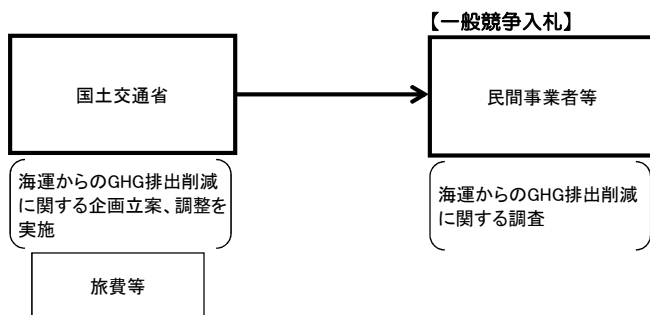 【一般競争入札】
国土交通省
民間事業者等
海運からのGHG排出削減
に関する企画立案、調整を
実施
海運からのGHG排出削減
に関する調査
旅費等